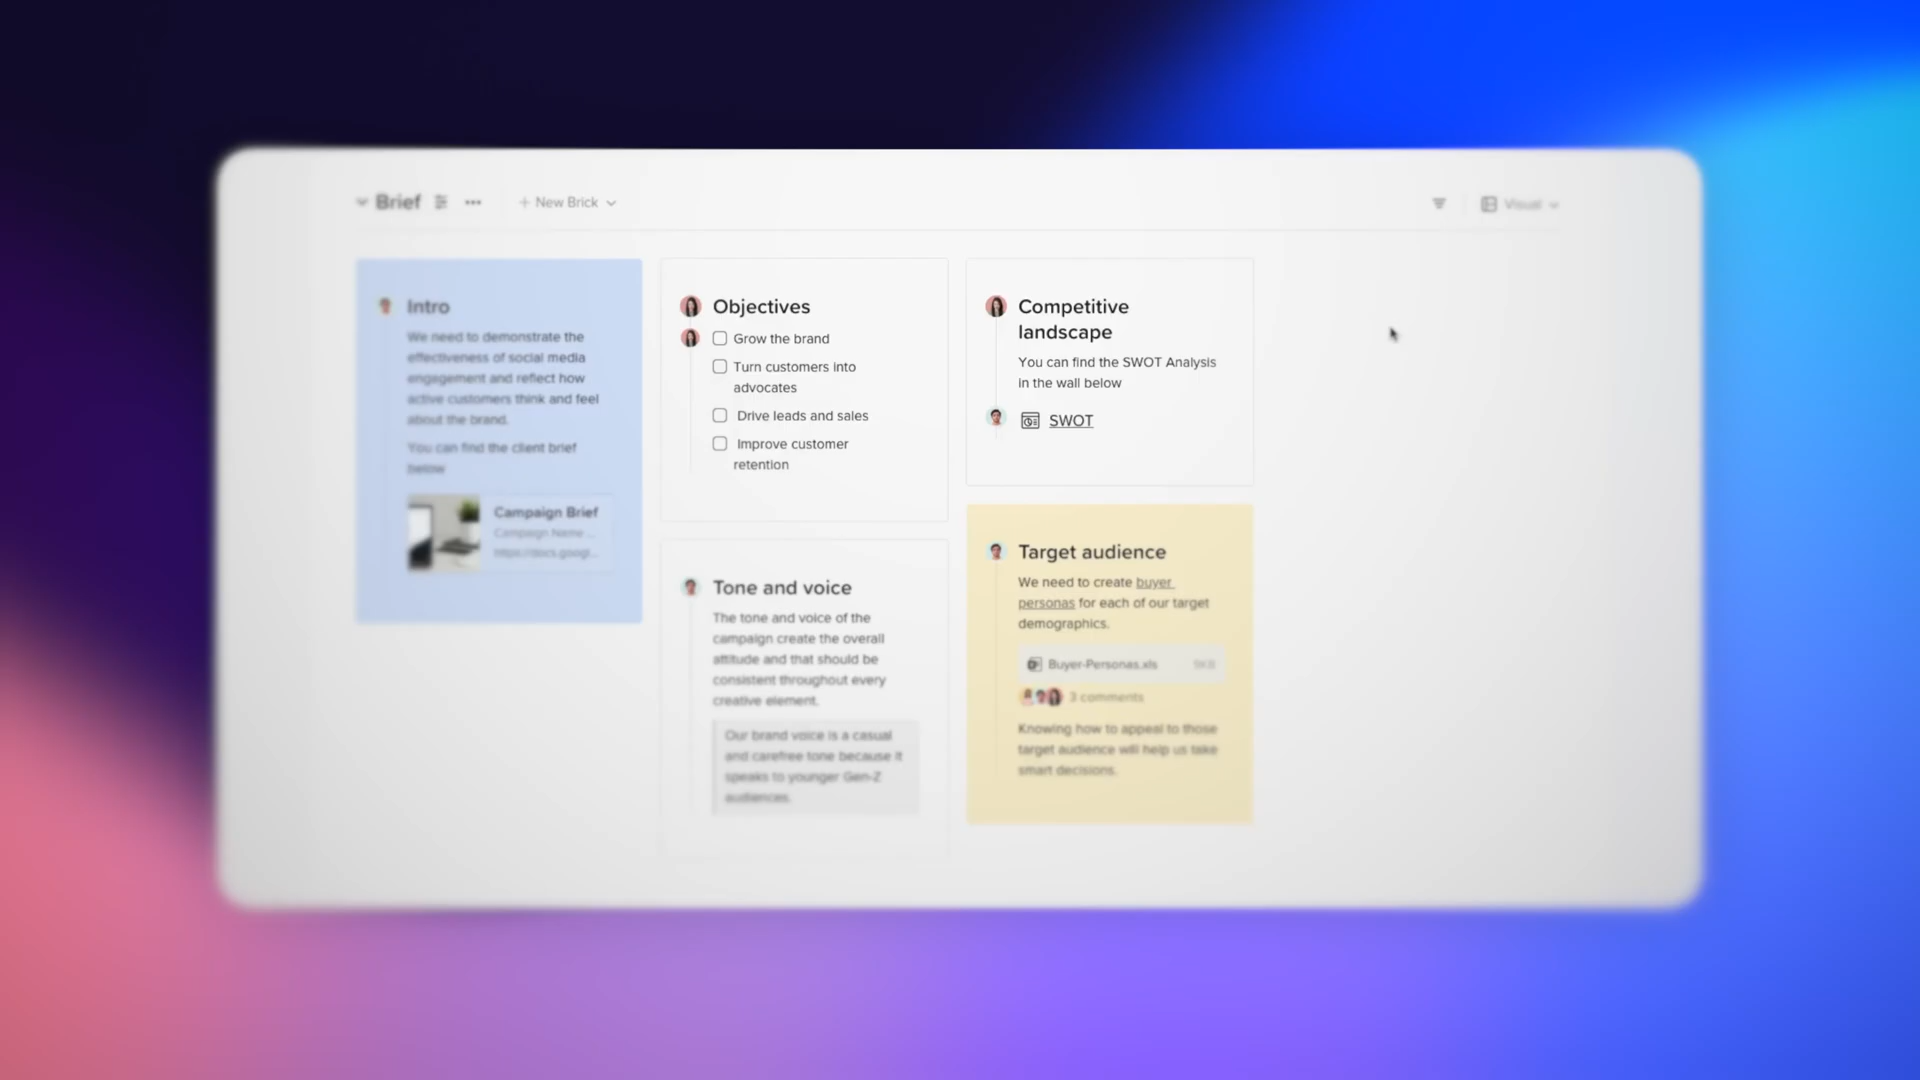 Brief
+ New Brick
Visual
Intro
We need to demonstrate the
effectiveness of social media
engagement and reflect how
active customers think and feel
about the brand.
You can find the client brief
below
Campaign Brief
Campaign Name ...
https://docs.googl...
Objectives
Grow the brand
Turn customers into
advocates
Drive leads and sales
Improve customer
retention
Tone and voice
The tone and voice of the
campaign create the overall
attitude and that should be
consistent throughout every
creative element.
Our brand voice is a casual
and carefree tone because it
speaks to younger Gen-Z
audiences.
Competitive
landscape
You can find the SWOT Analysis
in the wall below
SWOT
Target audience
We need to create buyer
personas for each of our target
demographics.
Buyer-Personas.xls 9KB
3 comments
Knowing how to appeal to those
target audience will help us take
smart decisions.